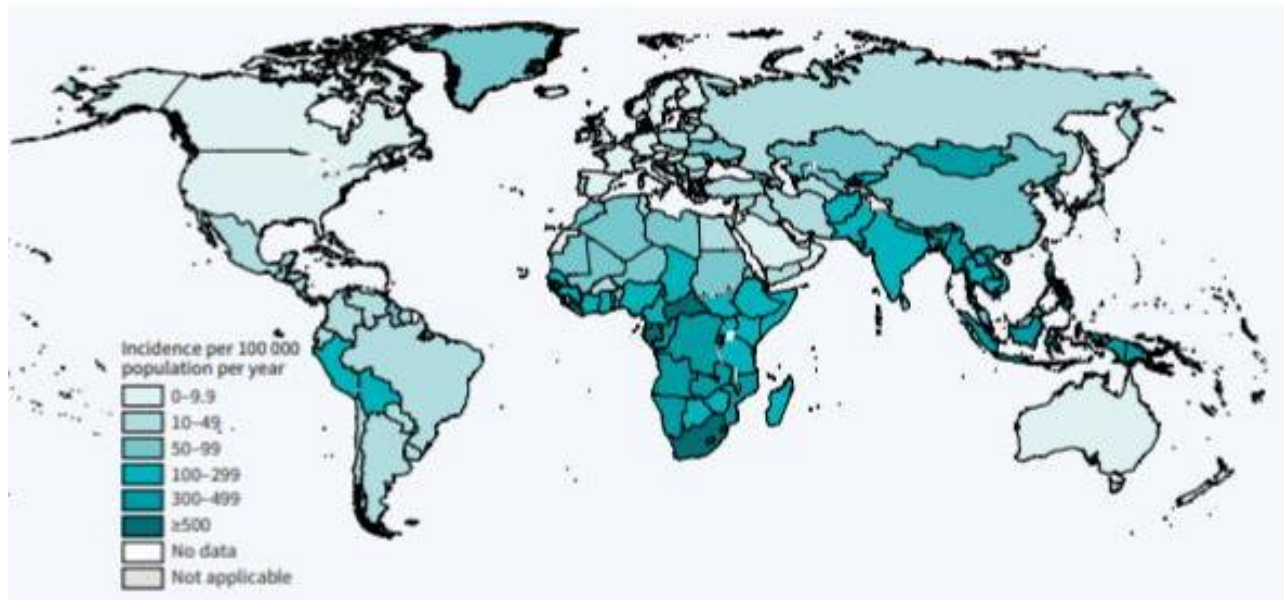 Incidence per 100 000
population per year
0–9.9
10–49
50–99
100–299
300–499
≥500
No data
Not applicable